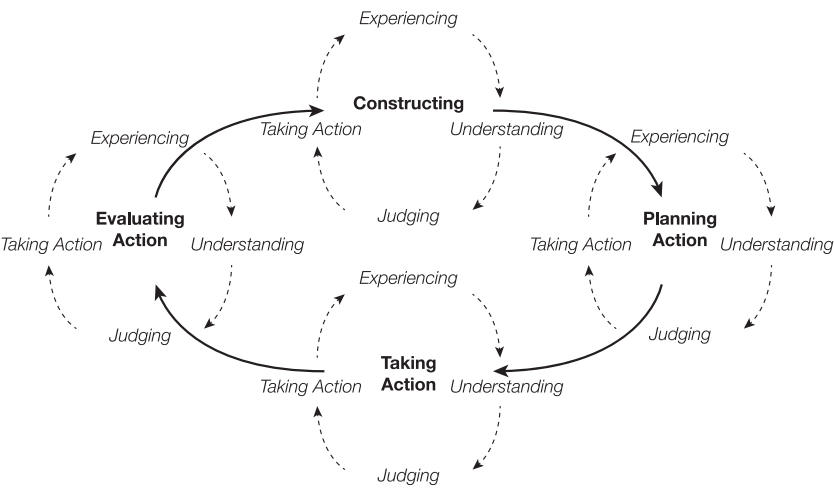 Experiencing
Constructing
Taking Action
Understanding
Judging
Experiencing
Planning
Action
Taking Action
Understanding
Judging
Experiencing
Taking
Action
Taking Action
Understanding
Judging
Experiencing
Evaluating
Action
Taking Action
Understanding
Judging